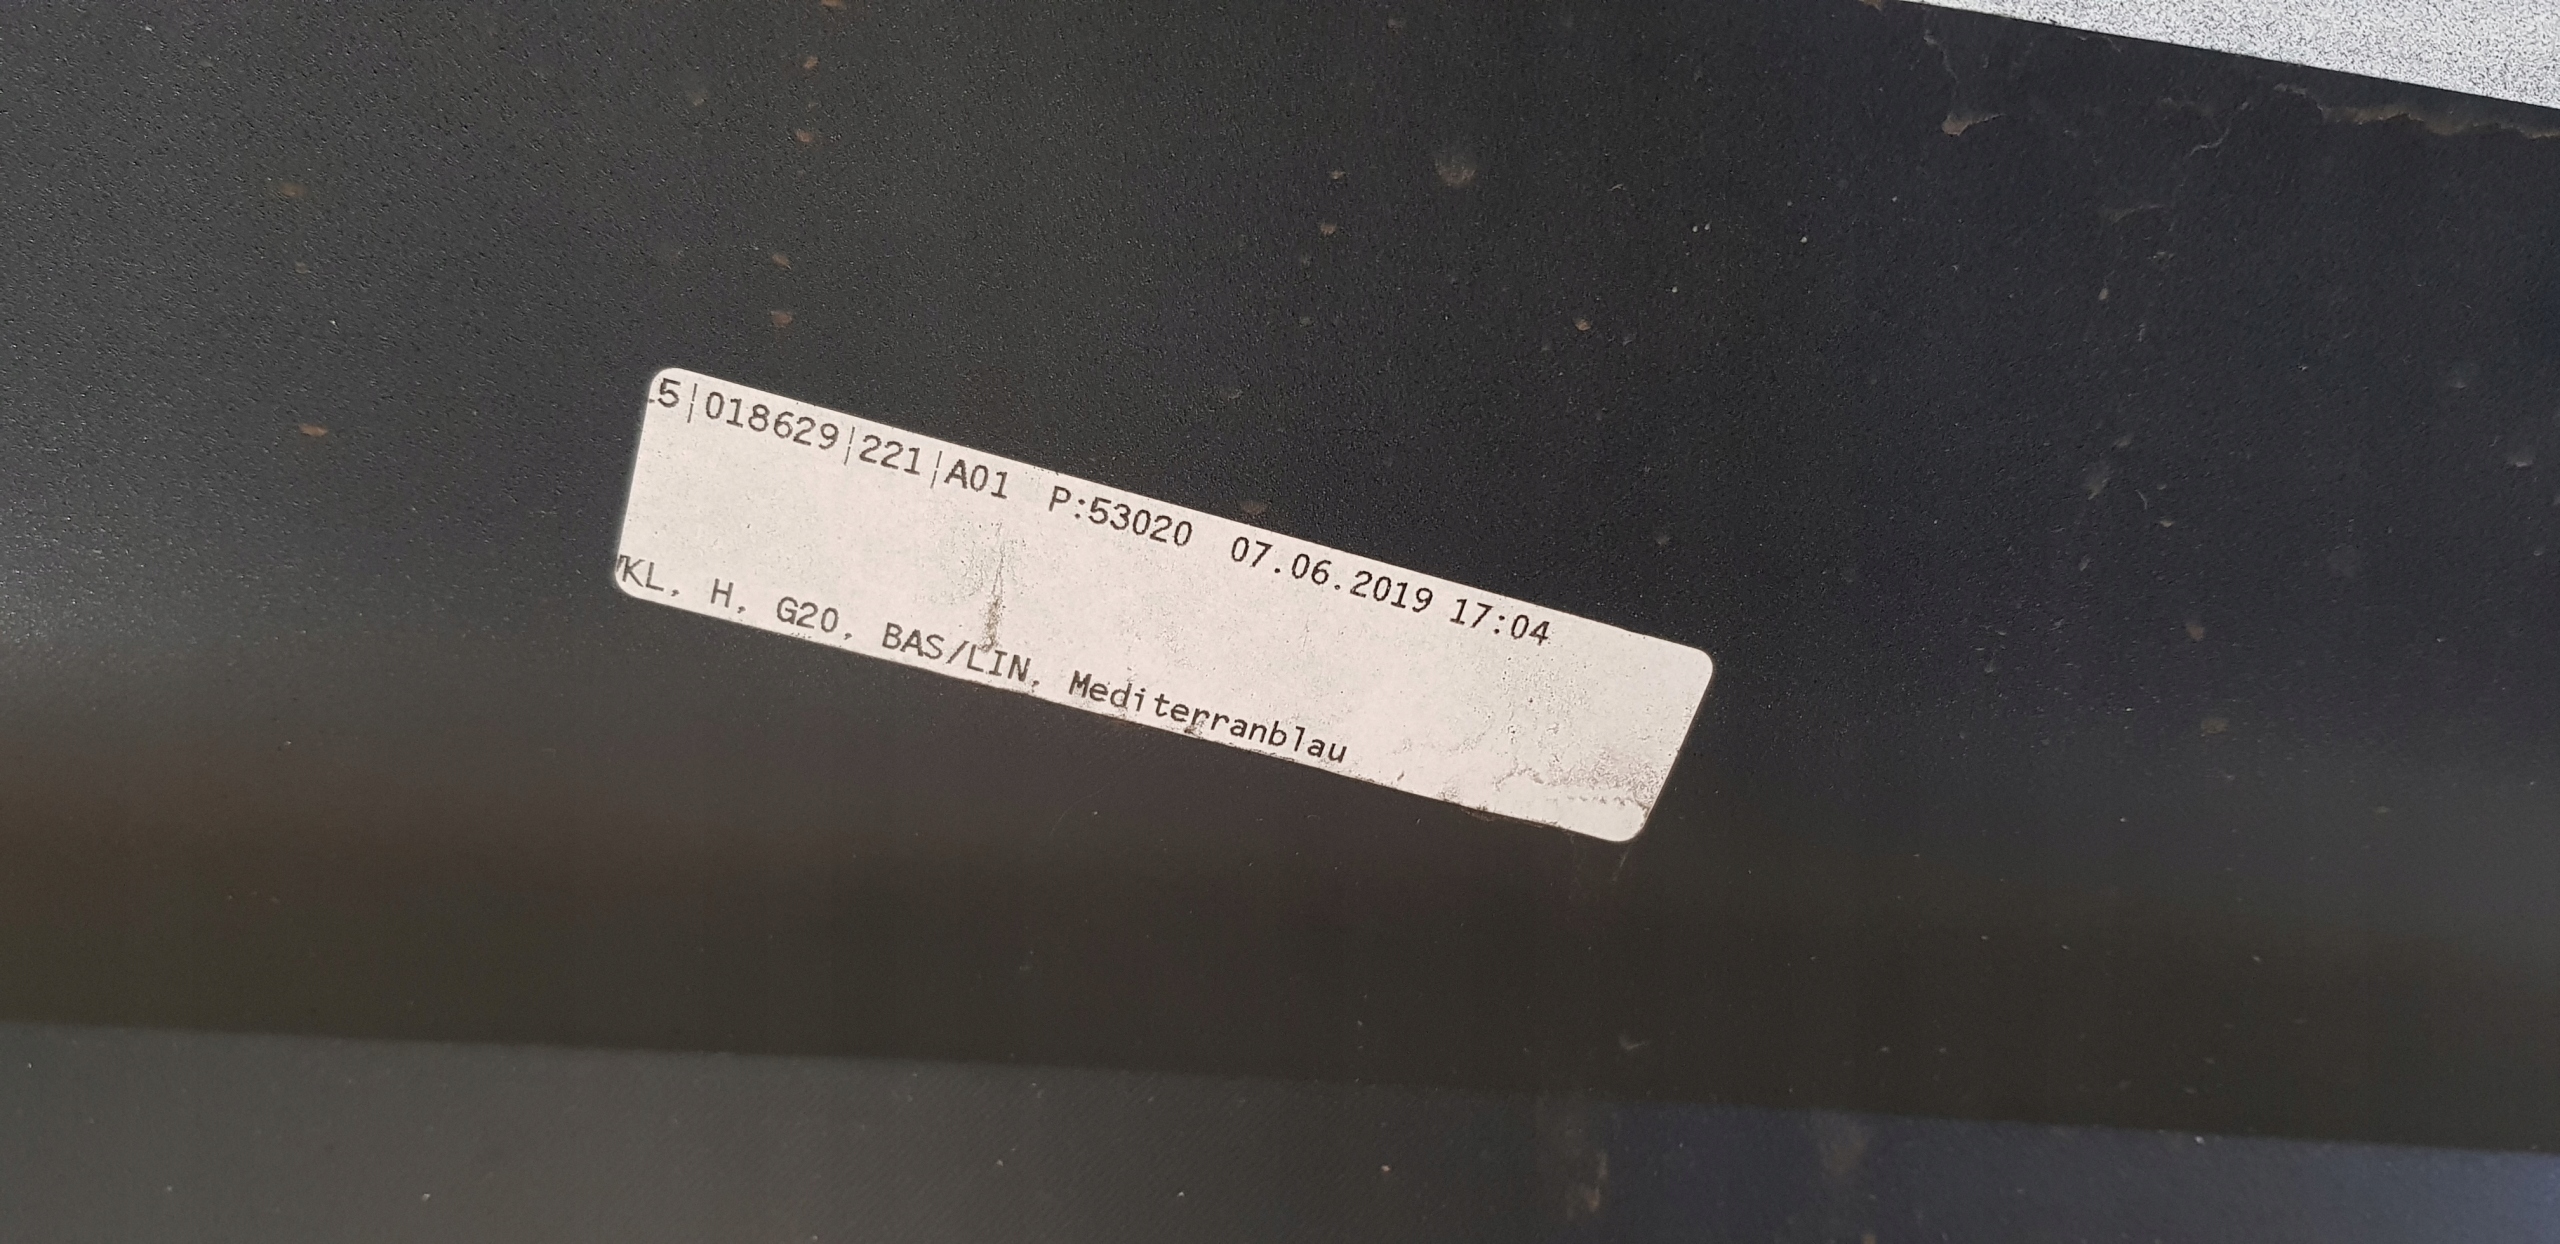 5|018629|221|A01 P:53020 07.06.2019 17:04
KL, H, G20, BAS/LIN, Mediterranblau